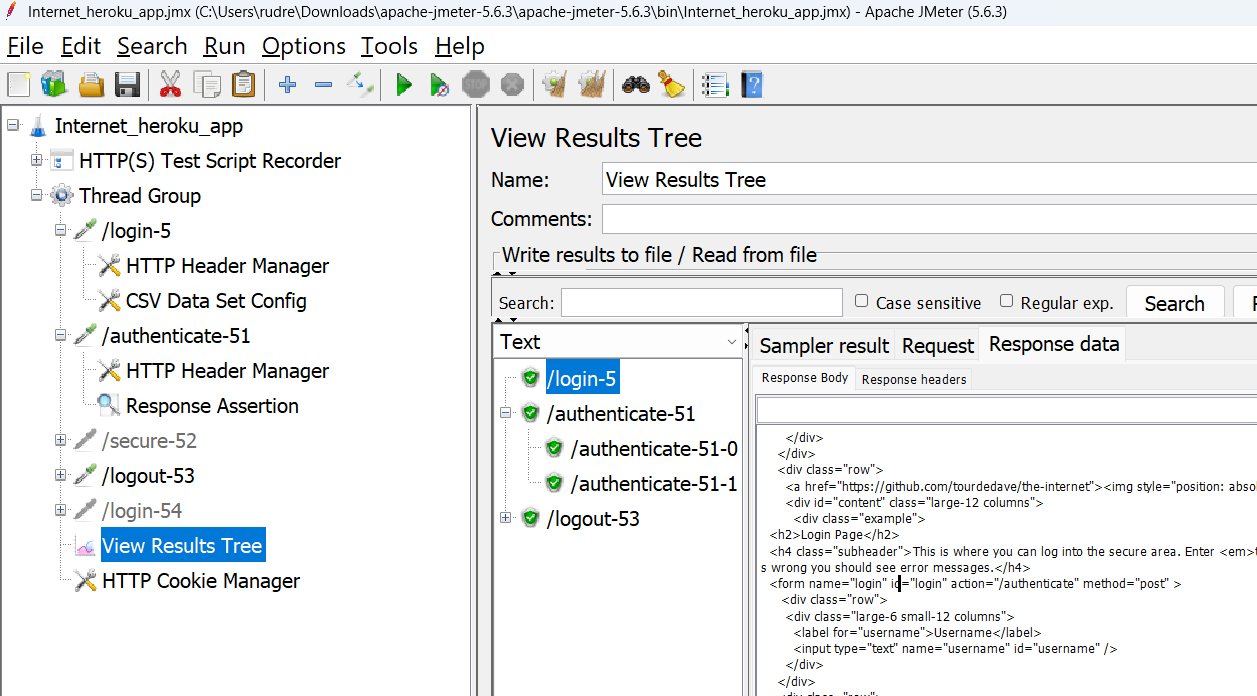 Internet_heroku_app.jmx (C:\Users\rudre\Downloads\apache-jmeter-5.6.3\apache-jmeter-5.6.3\bin\Internet_heroku_app.jmx) - Apache JMeter (5.6.3)
File Edit Search Run Options Tools Help
STOP
Internet_heroku_app
HTTP(S) Test Script Recorder
Thread Group
/login-5
HTTP Header Manager
CSV Data Set Config
/authenticate-51
HTTP Header Manager
Response Assertion
/secure-52
/logout-53
/login-54
View Results Tree
HTTP Cookie Manager
View Results Tree
Name: View Results Tree
Comments:
Write results to file / Read from file
Search: Case sensitive Regular exp. Search
Text
/login-5
/authenticate-51
/authenticate-51-0
/authenticate-51-1
/logout-53
Sampler result Request Response data
Response Body Response headers
</div>
</div>
<div class="row">
<a href="https://github.com/tourdedave/the-internet"><img style="position: absol
<div id="content" class="large-12 columns">
<div class="example">
<h2>Login Page</h2>
<h4 class="subheader">This is where you can log into the secure area. Enter <em>t
s wrong you should see error messages.</h4>
<form name="login" id="login" action="/authenticate" method="post" >
<div class="row">
<div class="large-6 small-12 columns">
<label for="username">Username</label>
<input type="text" name="username" id="username" />
</div>
</div>